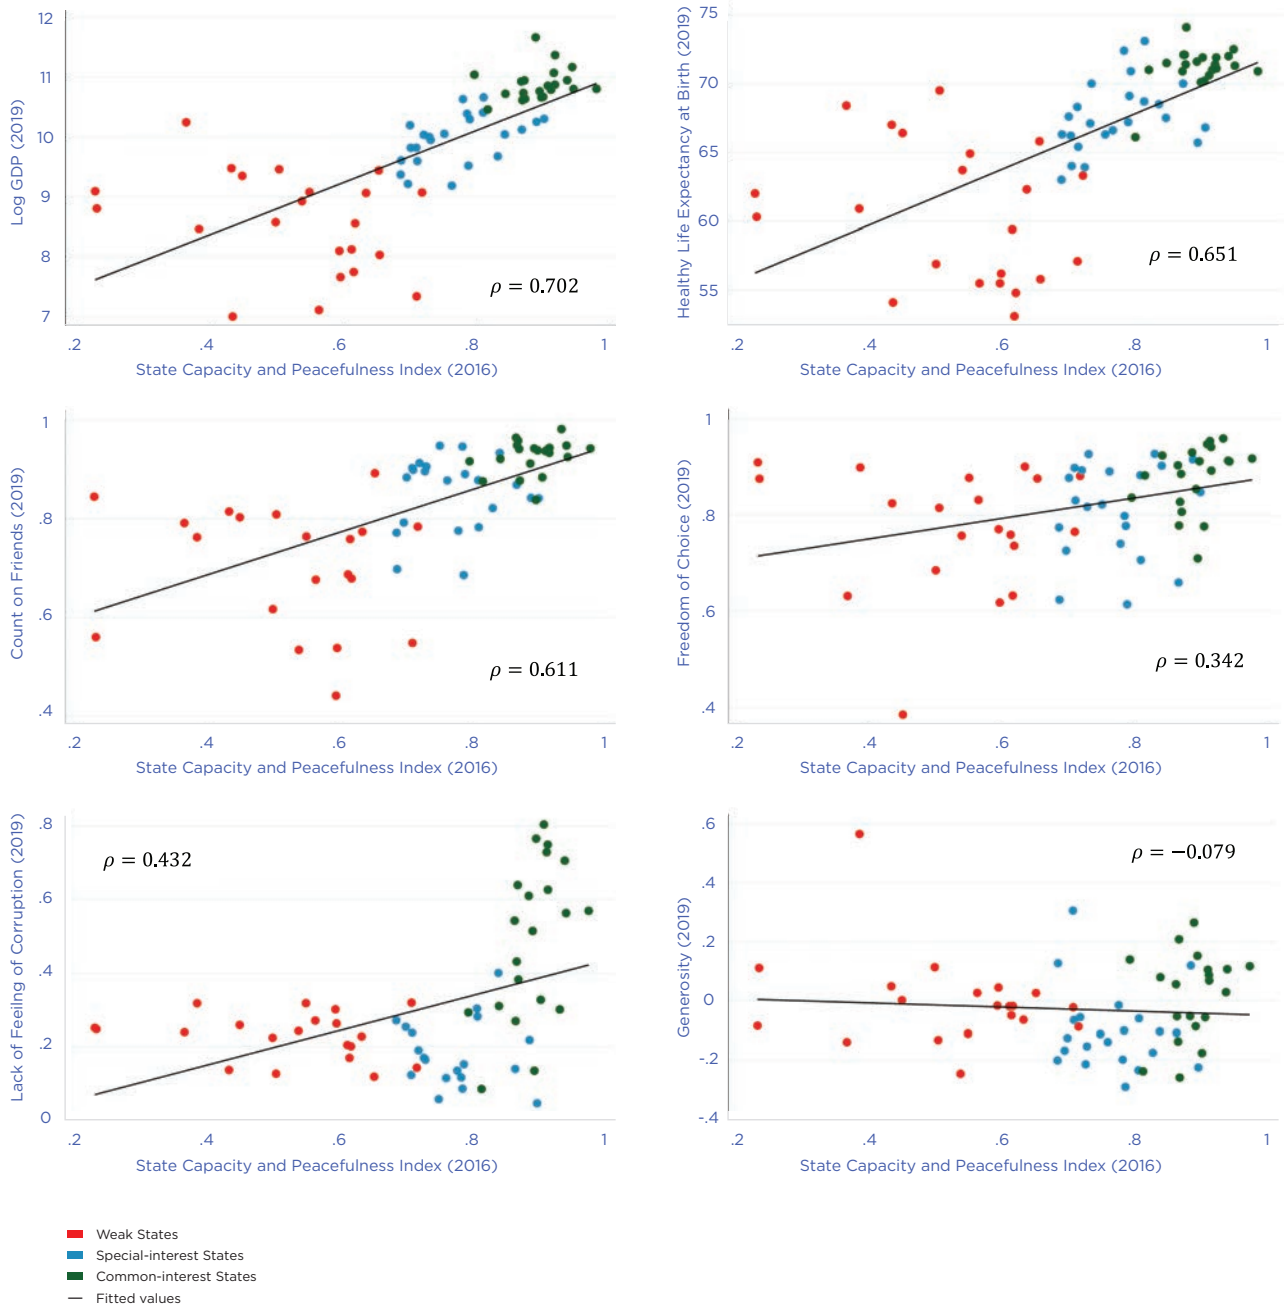 12
11
10
9
8
7
Log GDP (2019)
ρ = 0.702
.2 .4 .6 .8 1
State Capacity and Peacefulness Index (2016)
75
70
65
60
55
Healthy Life Expectancy at Birth (2019)
ρ = 0.651
.2 .4 .6 .8 1
State Capacity and Peacefulness Index (2016)
1
.8
.6
.4
Count on Friends (2019)
ρ = 0.611
.2 .4 .6 .8 1
State Capacity and Peacefulness Index (2016)
1
.8
.6
.4
Freedom of Choice (2019)
ρ = 0.342
.2 .4 .6 .8 1
State Capacity and Peacefulness Index (2016)
.8
.6
.4
.2
0
Lack of Feeling of Corruption (2019)
ρ = 0.432
.2 .4 .6 .8 1
State Capacity and Peacefulness Index (2016)
.6
.4
.2
0
-.2
-.4
Generosity (2019)
ρ = −0.079
.2 .4 .6 .8 1
State Capacity and Peacefulness Index (2016)
Weak States
Special-interest States
Common-interest States
Fitted values